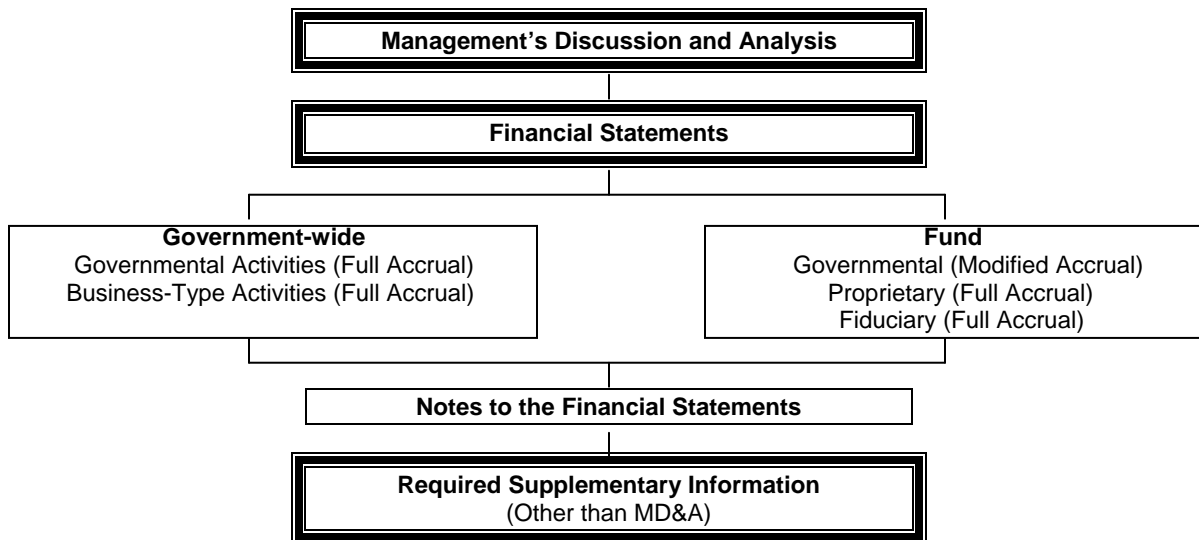 Management’s Discussion and Analysis
Financial Statements
Government-wide
Governmental Activities (Full Accrual)
Business-Type Activities (Full Accrual)
Fund
Governmental (Modified Accrual)
Proprietary (Full Accrual)
Fiduciary (Full Accrual)
Notes to the Financial Statements
Required Supplementary Information
(Other than MD&A)